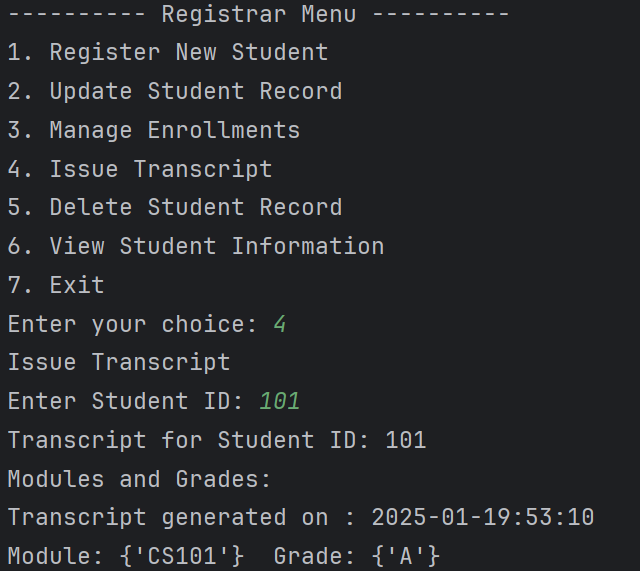 ---------- Registrar Menu ----------
1. Register New Student
2. Update Student Record
3. Manage Enrollments
4. Issue Transcript
5. Delete Student Record
6. View Student Information
7. Exit
Enter your choice: 4
Issue Transcript
Enter Student ID: 101
Transcript for Student ID: 101
Modules and Grades:
Transcript generated on : 2025-01-19:53:10
Module: {'CS101'}  Grade: {'A'}